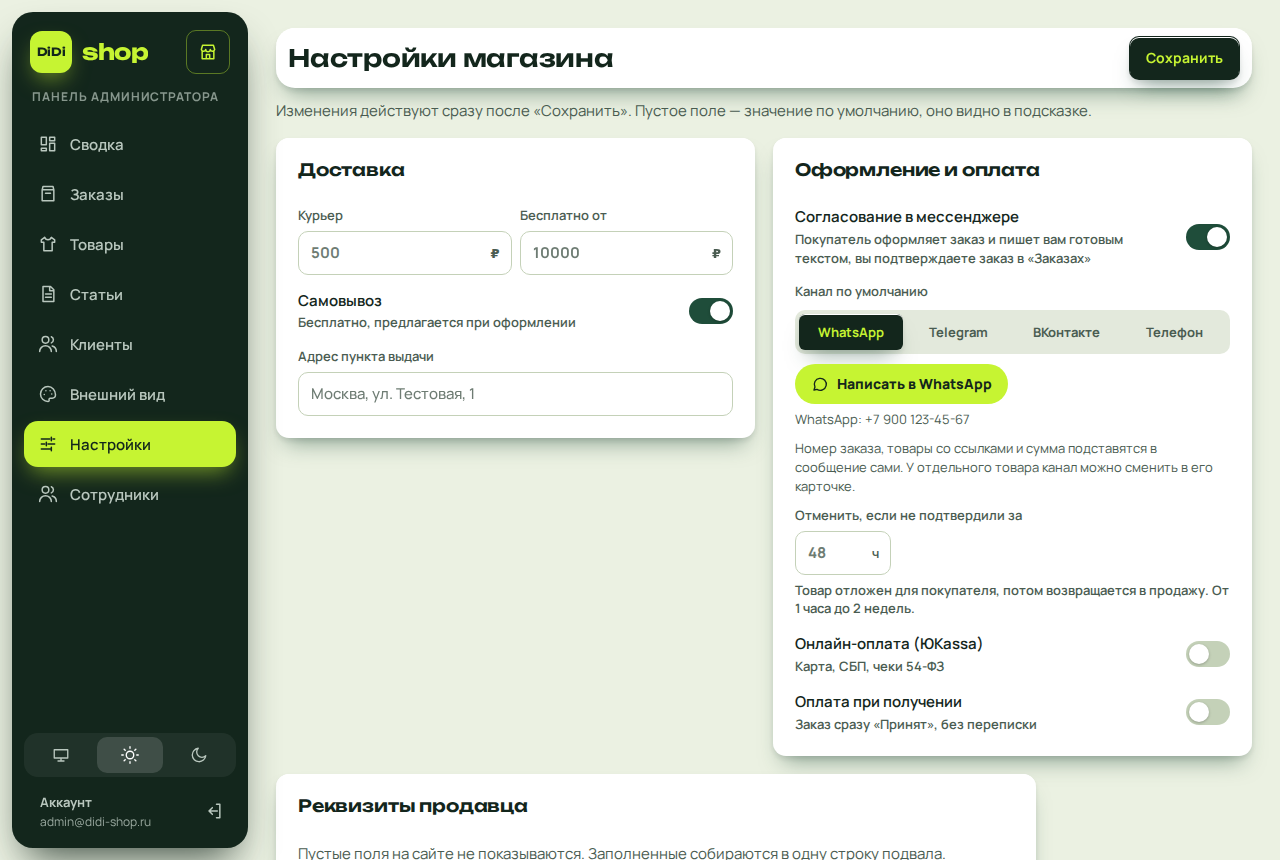 DiDi shop
ПАНЕЛЬ АДМИНИСТРАТОРА
Сводка
Заказы
Товары
Статьи
Клиенты
Внешний вид
Настройки
Сотрудники
Аккаунт
admin@didi-shop.ru
Настройки магазина
Сохранить
Изменения действуют сразу после «Сохранить». Пустое поле — значение по умолчанию, оно видно в подсказке.
Доставка
Курьер
Бесплатно от
500 ₽
10000 ₽
Самовывоз
Бесплатно, предлагается при оформлении
Адрес пункта выдачи
Москва, ул. Тестовая, 1
Оформление и оплата
Согласование в мессенджере
Покупатель оформляет заказ и пишет вам готовым
текстом, вы подтверждаете заказ в «Заказах»
Канал по умолчанию
WhatsApp Telegram ВКонтакте Телефон
Написать в WhatsApp
WhatsApp: +7 900 123-45-67
Номер заказа, товары со ссылками и сумма подставятся в
сообщение сами. У отдельного товара канал можно сменить в его
карточке.
Отменить, если не подтвердили за
48 ч
Товар отложен для покупателя, потом возвращается в продажу. От
1 часа до 2 недель.
Онлайн-оплата (ЮKassa)
Карта, СБП, чеки 54-ФЗ
Оплата при получении
Заказ сразу «Принят», без переписки
Реквизиты продавца
Пустые поля на сайте не показываются. Заполненные собираются в одну строку подвала.